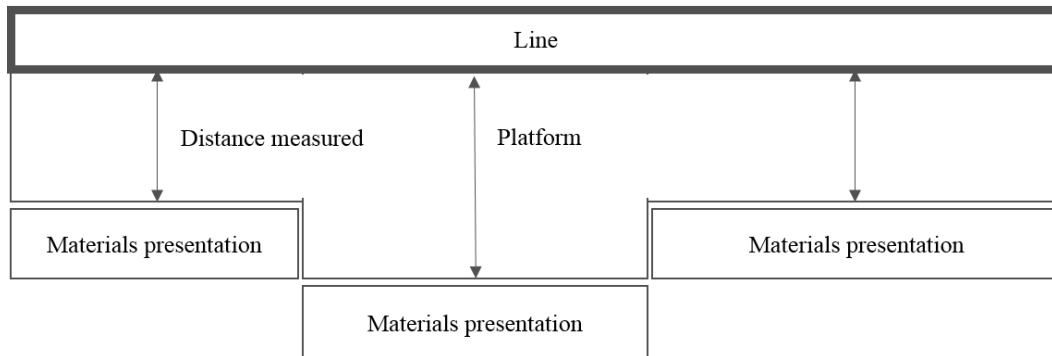 Line
Distance measured
Platform
Materials presentation
Materials presentation
Materials presentation